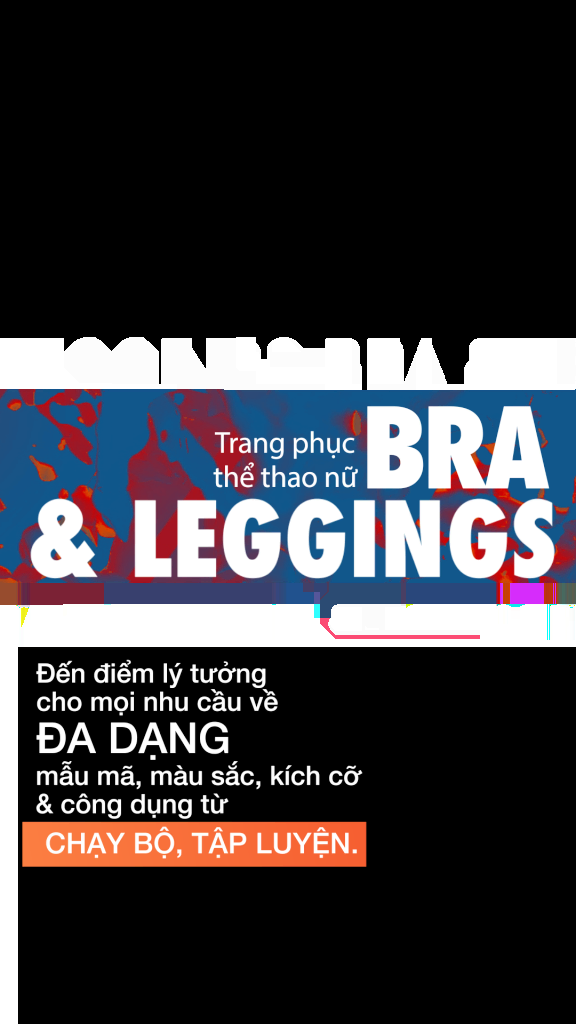 Trang phục
thể thao nữ BRA
& LEGGINGS
Đến điểm lý tưởng
cho mọi nhu cầu về
ĐA DẠNG
mẫu mã, màu sắc, kích cỡ
& công dụng từ
CHẠY BỘ, TẬP LUYỆN.